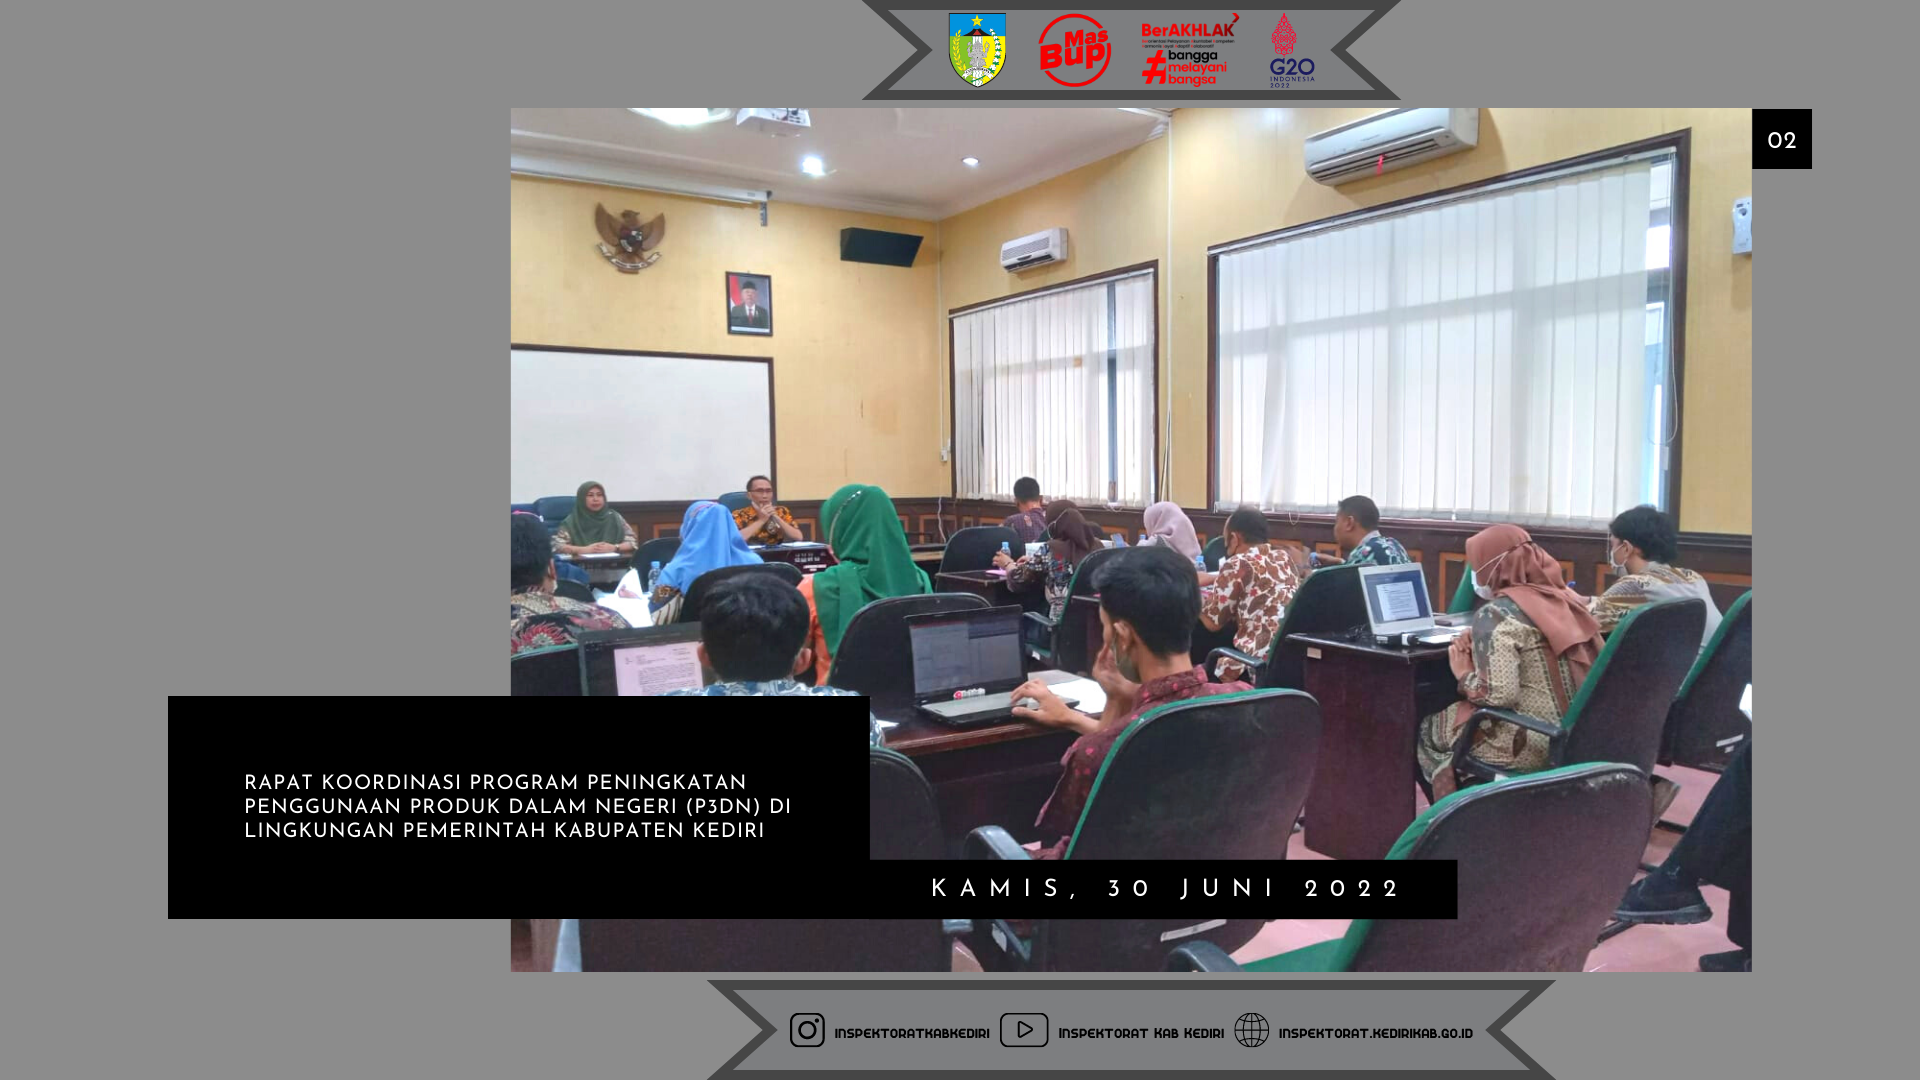 Mas
Bup
BerAKHLAK
# bangga
melayani
bangsa
G20
INDONESIA
2022
02
RAPAT KOORDINASI PROGRAM PENINGKATAN
PENGGUNAAN PRODUK DALAM NEGERI (P3DN) DI
LINGKUNGAN PEMERINTAH KABUPATEN KEDIRI
KAMIS, 30 JUNI 2022
INSPEKTORATKABKEDIRI
INSPEKTORAT KAB KEDIRI
INSPEKTORAT.KEDIRIKAB.GO.ID